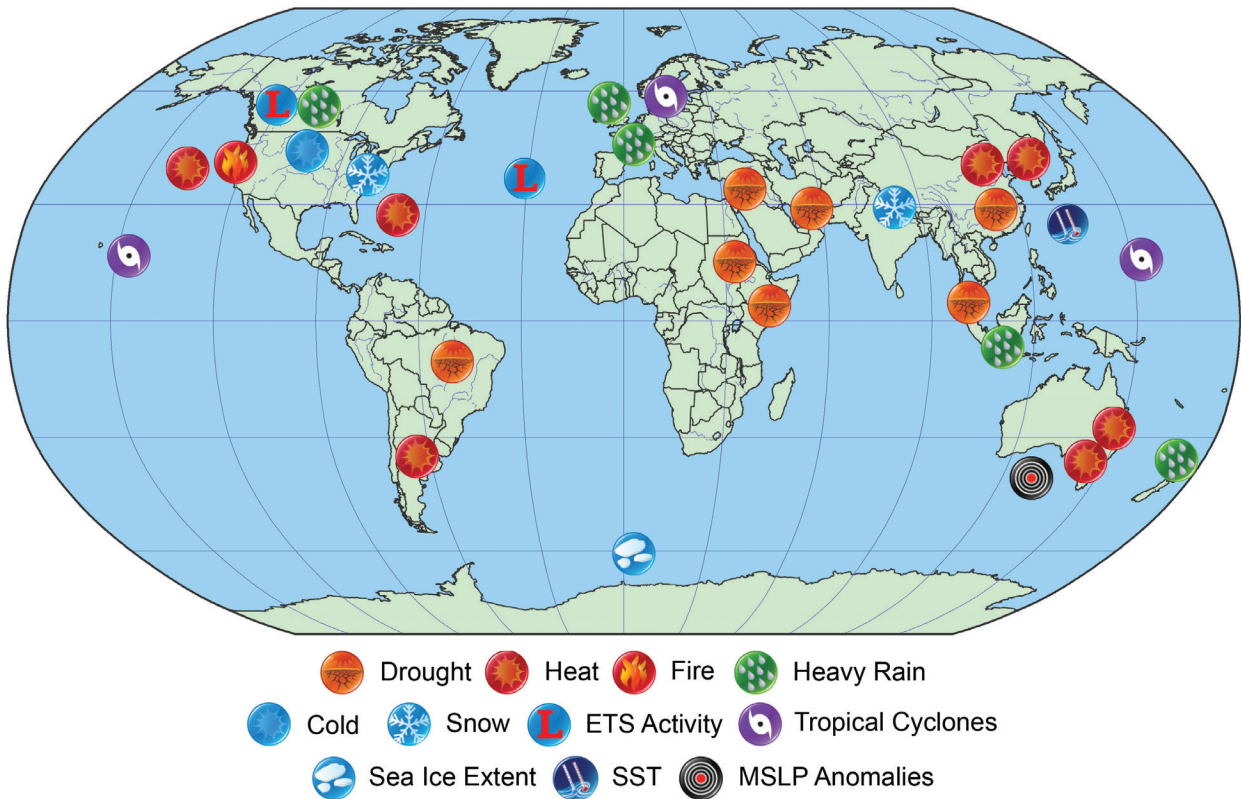 Drought Heat Fire Heavy Rain
Cold Snow ETS Activity Tropical Cyclones
Sea Ice Extent SST MSLP Anomalies
L
L
L